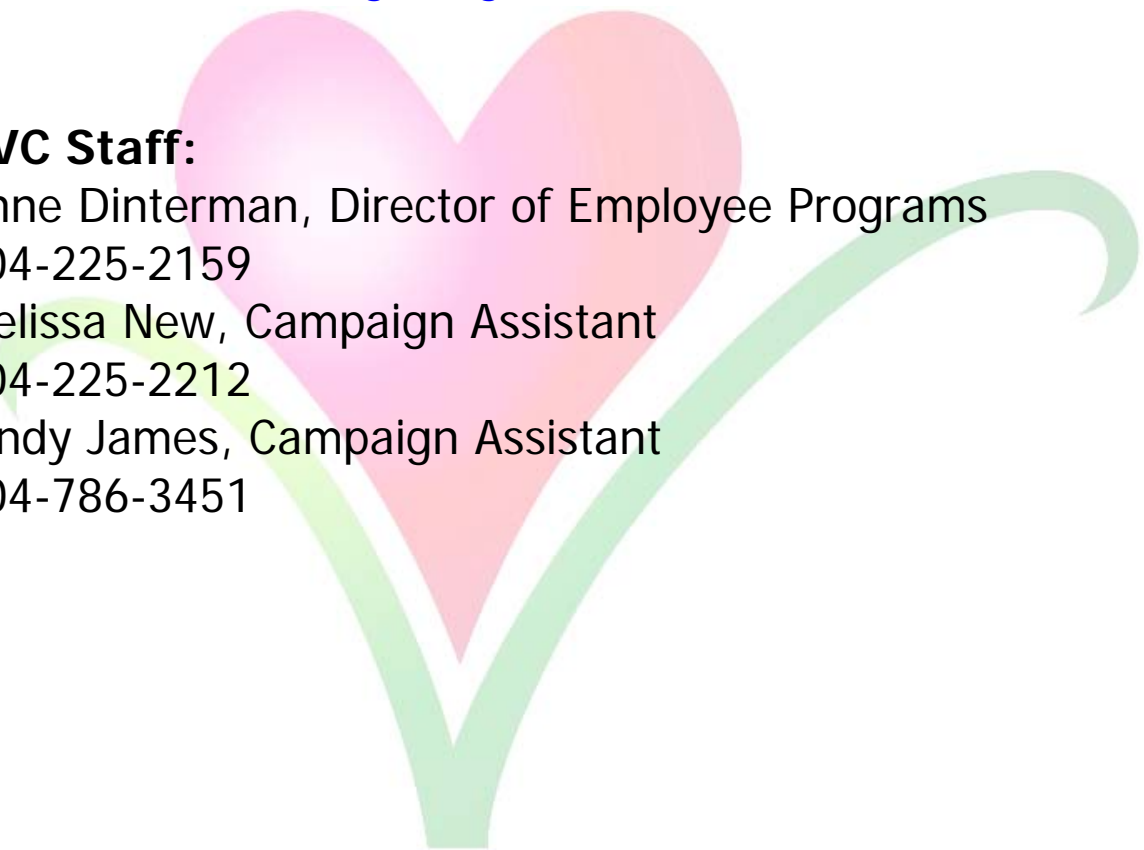 VC Staff:
nne Dinterman, Director of Employee Programs
04-225-2159
elissa New, Campaign Assistant
04-225-2212
ndy James, Campaign Assistant
04-786-3451